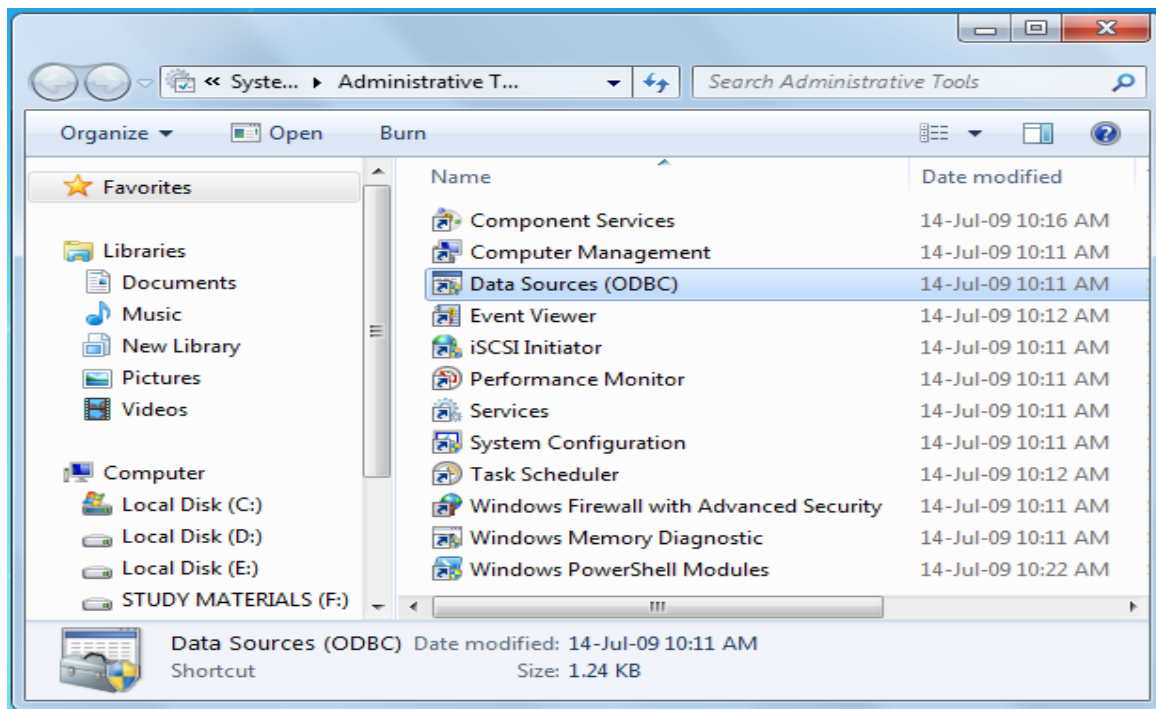 « Syste... ▸ Administrative T... Search Administrative Tools
Organize Open Burn
Favorites
Libraries
Documents
Music
New Library
Pictures
Videos
Computer
Local Disk (C:)
Local Disk (D:)
Local Disk (E:)
STUDY MATERIALS (F:)
Name Date modified
Component Services 14-Jul-09 10:16 AM
Computer Management 14-Jul-09 10:11 AM
Data Sources (ODBC) 14-Jul-09 10:11 AM
Event Viewer 14-Jul-09 10:12 AM
iSCSI Initiator 14-Jul-09 10:11 AM
Performance Monitor 14-Jul-09 10:11 AM
Services 14-Jul-09 10:11 AM
System Configuration 14-Jul-09 10:11 AM
Task Scheduler 14-Jul-09 10:12 AM
Windows Firewall with Advanced Security 14-Jul-09 10:11 AM
Windows Memory Diagnostic 14-Jul-09 10:11 AM
Windows PowerShell Modules 14-Jul-09 10:22 AM
Data Sources (ODBC) Date modified: 14-Jul-09 10:11 AM
Shortcut Size: 1.24 KB